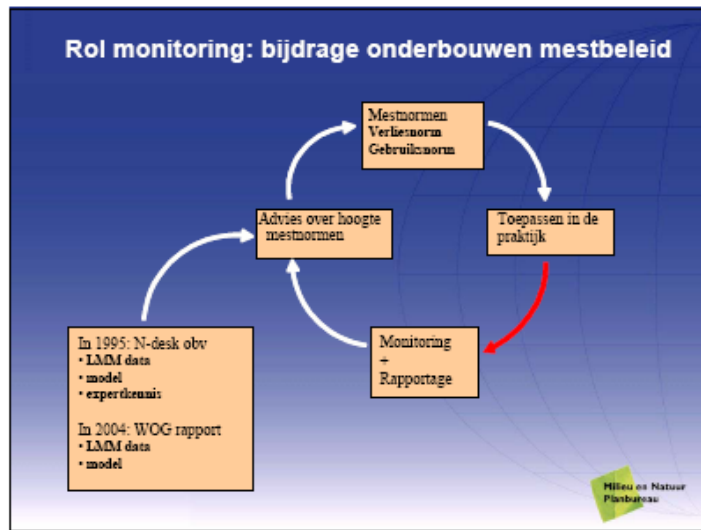 Rol monitoring: bijdrage onderbouwen mestbeleid
Mestnormen
Verliesnorm
Gebruiksnorm
Advies over hoogte
mestnormen
Toepassen in de
praktijk
In 1995: N-desk obv
• LMM data
• model
• expertkennis
In 2004: WOG rapport
• LMM data
• model
Monitoring
+
Rapportage
Milieu en Natuur
Planbureau